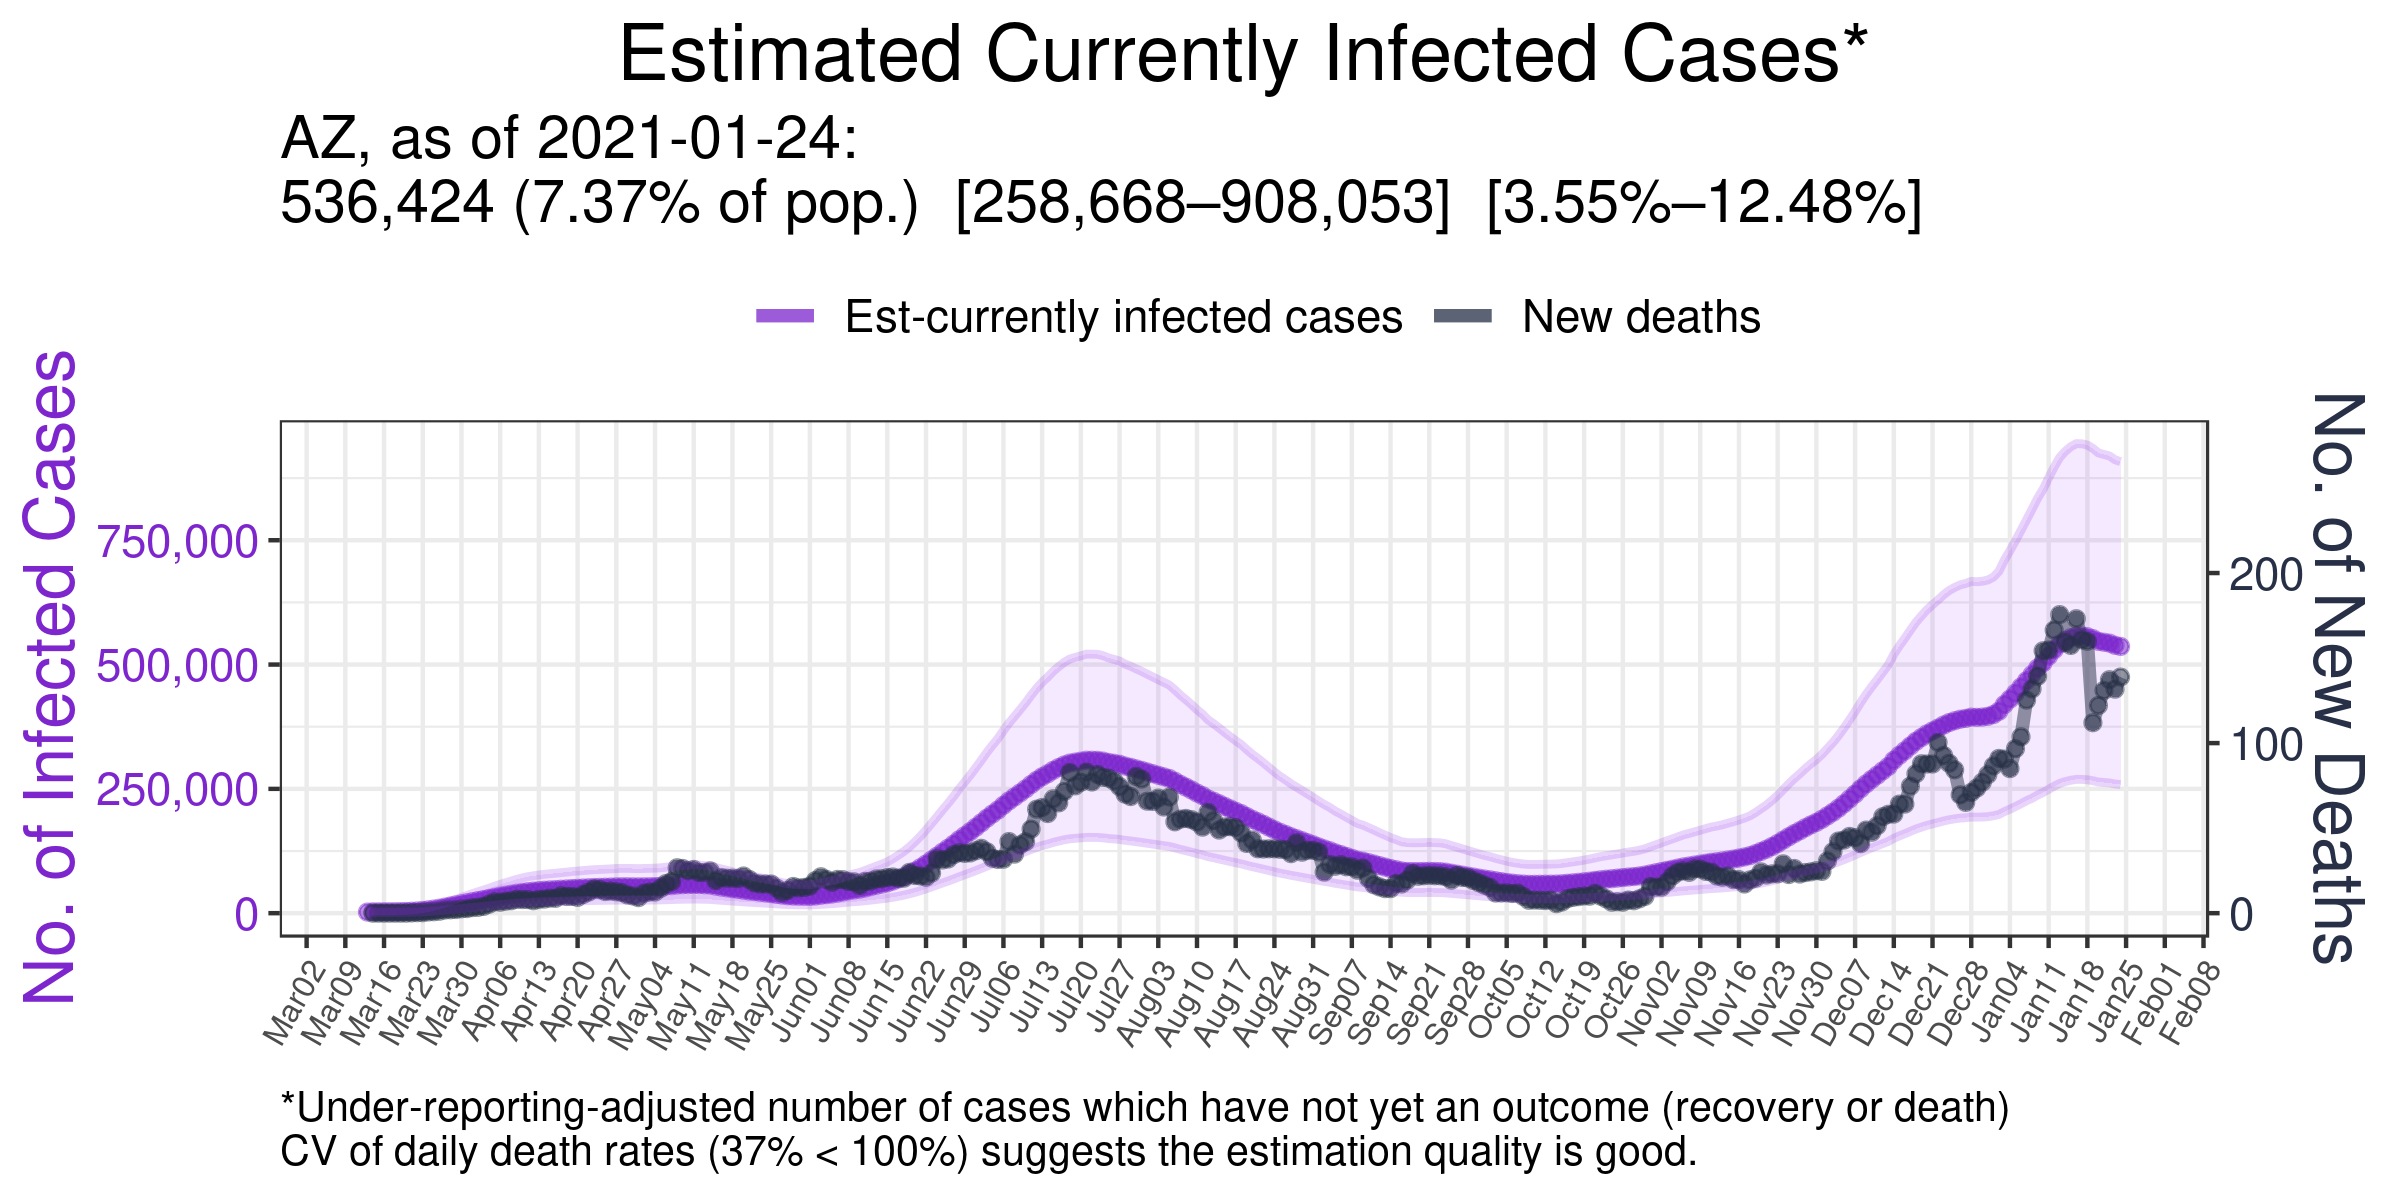 Estimated Currently Infected Cases*
AZ, as of 2021-01-24:
536,424 (7.37% of pop.)  [258,668–908,053]  [3.55%–12.48%]
Est-currently infected cases
New deaths
No. of Infected Cases
750,000
500,000
250,000
0
200
100
0
No. of New Deaths
Mar02
Mar09
Mar16
Mar23
Mar30
Apr06
Apr13
Apr20
Apr27
May04
May11
May18
May25
Jun01
Jun08
Jun15
Jun22
Jun29
Jul06
Jul13
Jul20
Jul27
Aug03
Aug10
Aug17
Aug24
Aug31
Sep07
Sep14
Sep21
Sep28
Oct05
Oct12
Oct19
Oct26
Nov02
Nov09
Nov16
Nov23
Nov30
Dec07
Dec14
Dec21
Dec28
Jan04
Jan11
Jan18
Jan25
Feb01
Feb08
*Under-reporting-adjusted number of cases which have not yet an outcome (recovery or death)
CV of daily death rates (37% < 100%) suggests the estimation quality is good.